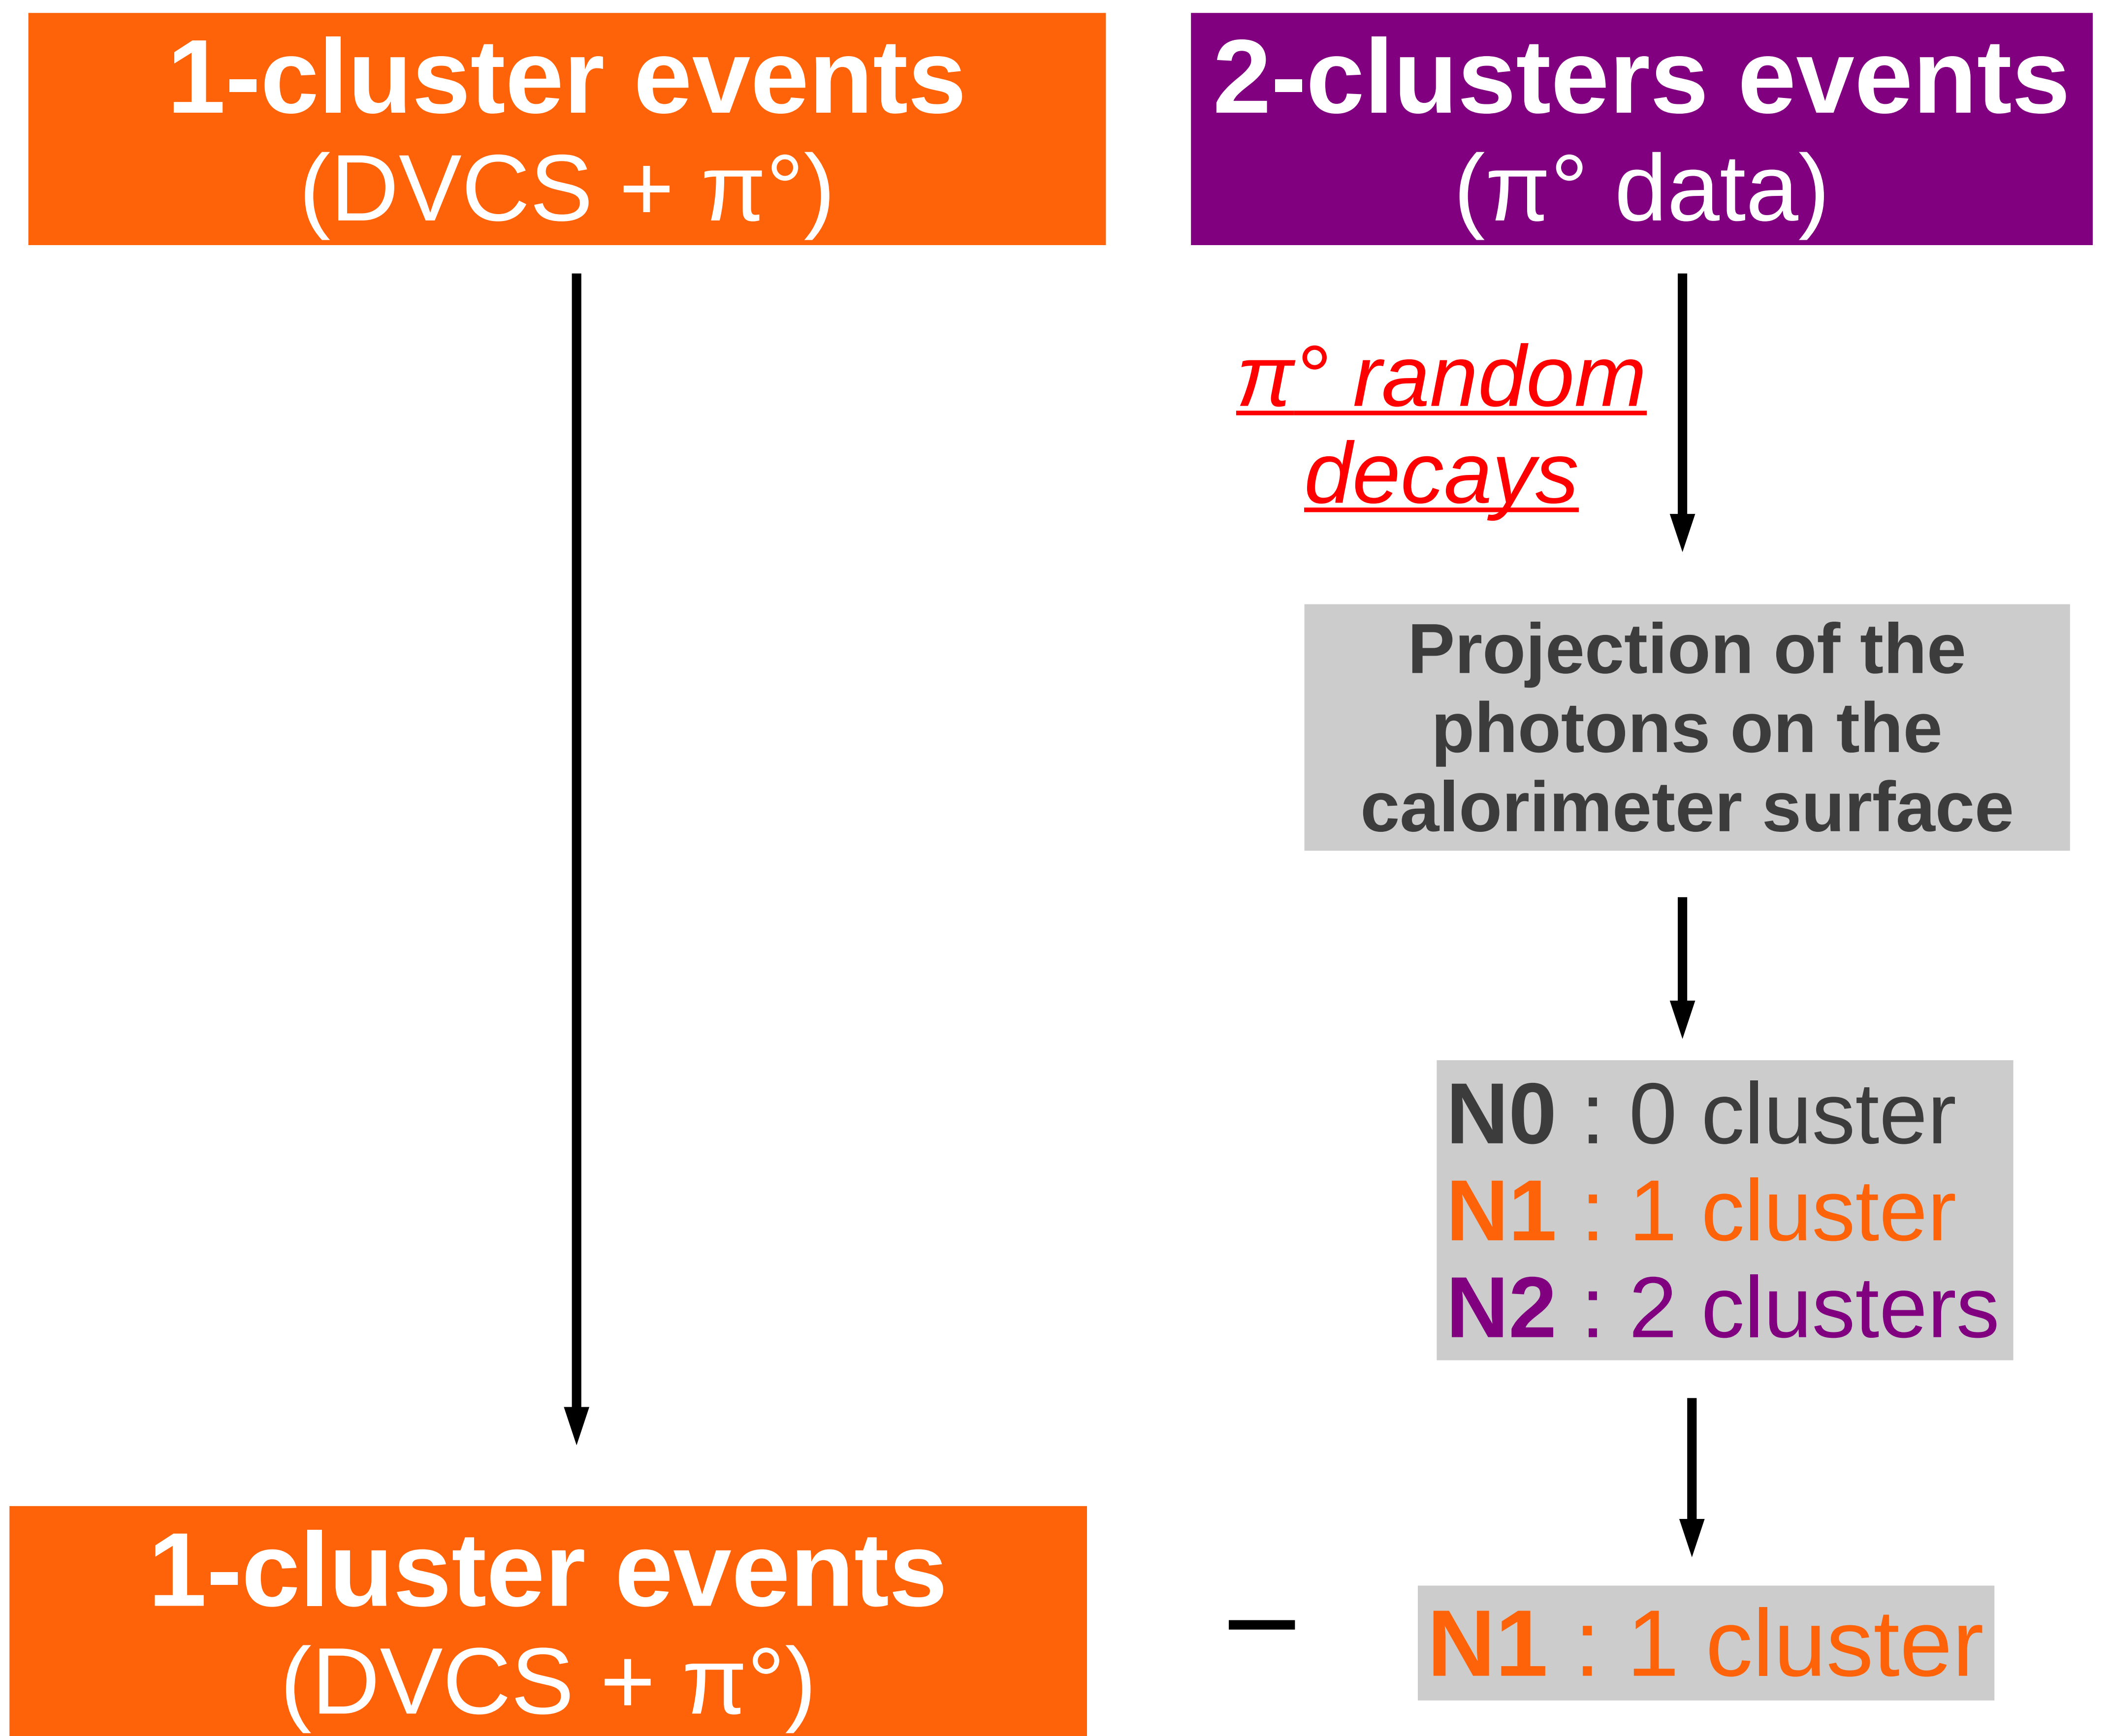 1-cluster events
(DVCS + π°)
2-clusters events
(π° data)
π° random
decays
Projection of the
photons on the
calorimeter surface
N0 : 0 cluster
N1 : 1 cluster
N2 : 2 clusters
1-cluster events
(DVCS + π°)
–
N1 : 1 cluster